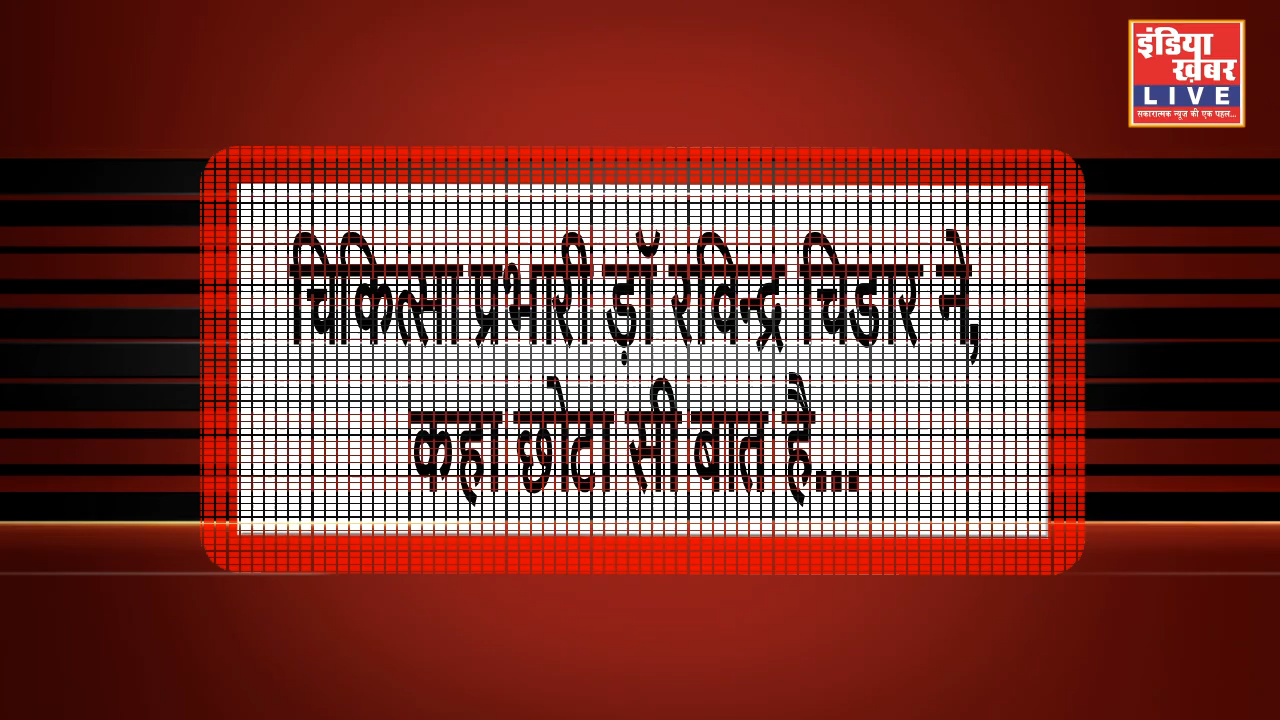 इंडिया
ख़बर
LIVE
सकारात्मक न्यूज़ की एक पहल...
चिकित्सा प्रभारी ड़ॉ रविन्द्र चिडार ने,
कहा छोटा सी बात है...